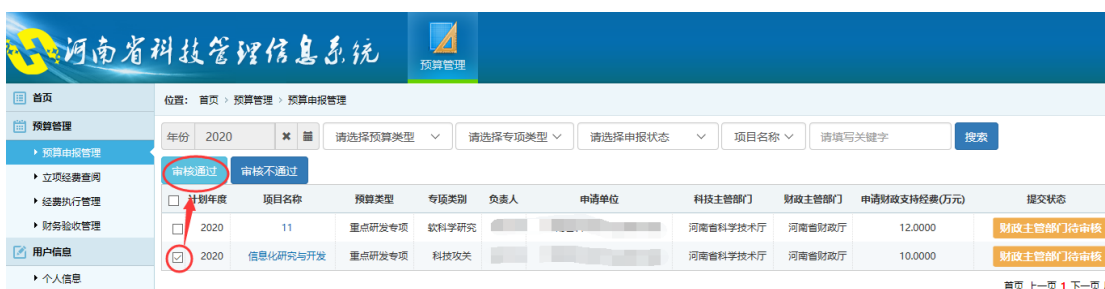 河南省科技管理信息系统
预算管理
首页
位置： 首页 › 预算管理 › 预算申报管理
预算管理
年份 2020 请选择预算类型 请选择专项类型 请选择申报状态 项目名称 请填写关键字 搜索
预算申报管理
审核通过 审核不通过
立项经费查阅
计划年度 项目名称 预算类型 专项类别 负责人 申请单位 科技主管部门 财政主管部门 申请财政支持经费(万元) 提交状态
经费执行管理
2020 11 重点研发专项 软科学研究 河南省科学技术厅 河南省财政厅 12.0000 财政主管部门待审核
财务验收管理
用户信息
2020 信息化研究与开发 重点研发专项 科技攻关 河南省科学技术厅 河南省财政厅 10.0000 财政主管部门待审核
个人信息
首页 上一页 1 下一页